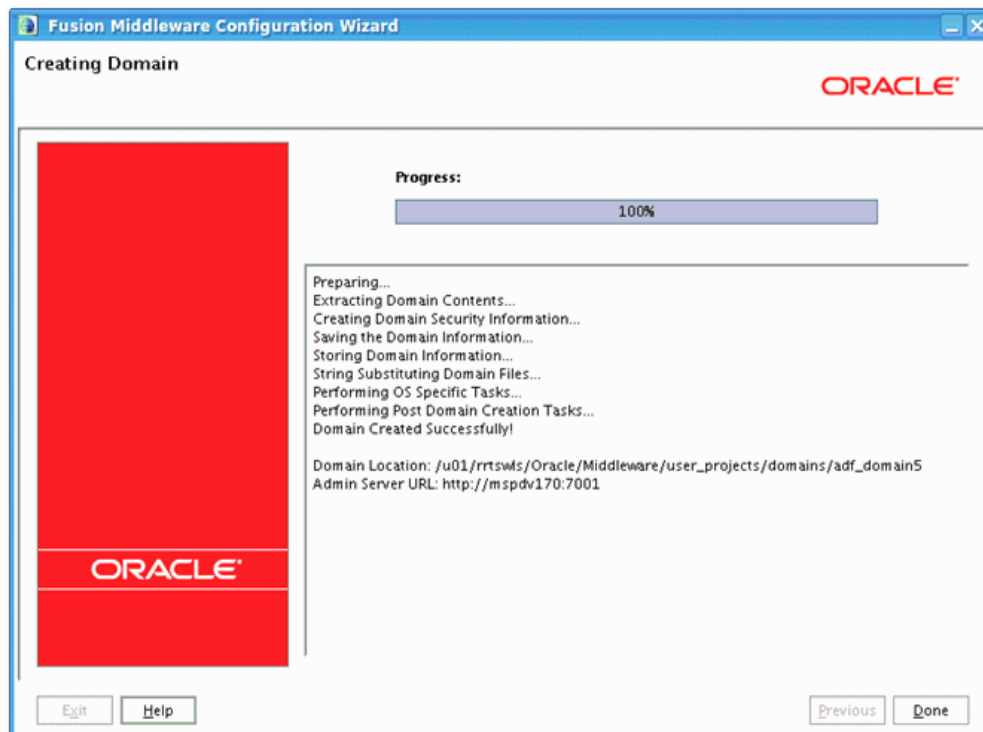 Fusion Middleware Configuration Wizard
Creating Domain
ORACLE®
Progress:
100%
Preparing...
Extracting Domain Contents...
Creating Domain Security Information...
Saving the Domain Information...
Storing Domain Information...
String Substituting Domain Files...
Performing OS Specific Tasks...
Performing Post Domain Creation Tasks...
Domain Created Successfully!
Domain Location: /u01/rrtswls/Oracle/Middleware/user_projects/domains/adf_domain5
Admin Server URL: http://mspdv170:7001
ORACLE®
Exit
Help
Previous
Done